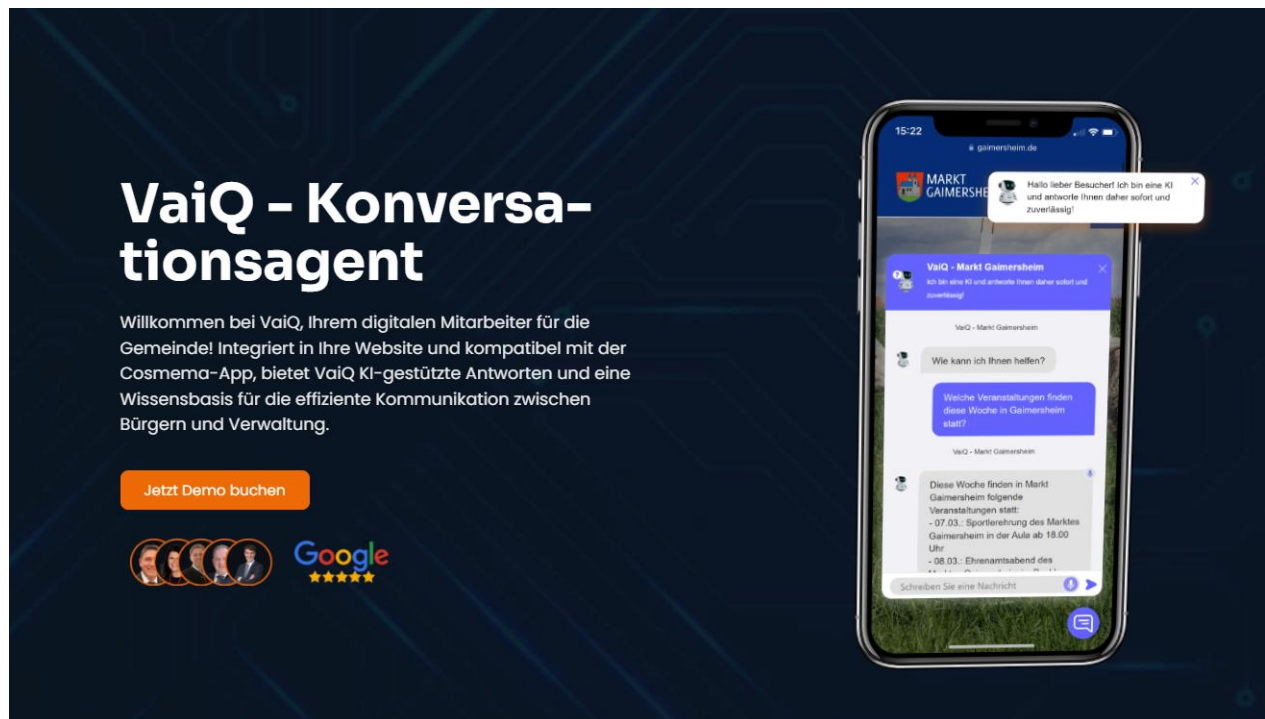 VaiQ - Konversa-
tionsagent
Willkommen bei VaiQ, Ihrem digitalen Mitarbeiter für die
Gemeinde! Integriert in Ihre Website und kompatibel mit der
Cosmema-App, bietet VaiQ KI-gestützte Antworten und eine
Wissensbasis für die effiziente Kommunikation zwischen
Bürgern und Verwaltung.
Jetzt Demo buchen
Google
15:22
gaimersheim.de
MARKT
GAIMERSHE
Hallo lieber Besucher! Ich bin eine KI
und antworte Ihnen daher sofort und
zuverlässig!
VaiQ - Markt Gaimersheim
Ich bin eine KI und antworte Ihnen daher sofort und
zuverlässig!
VaiQ - Markt Gaimersheim
Wie kann ich Ihnen helfen?
Welche Veranstaltungen finden
diese Woche in Gaimersheim
statt?
VaiQ - Markt Gaimersheim
Diese Woche finden in Markt
Gaimersheim folgende
Veranstaltungen statt:
- 07.03.: Sportlerehrung des Marktes
Gaimersheim in der Aula ab 18.00
Uhr
- 08.03.: Ehrenamtsabend des
Schreiben Sie eine Nachricht